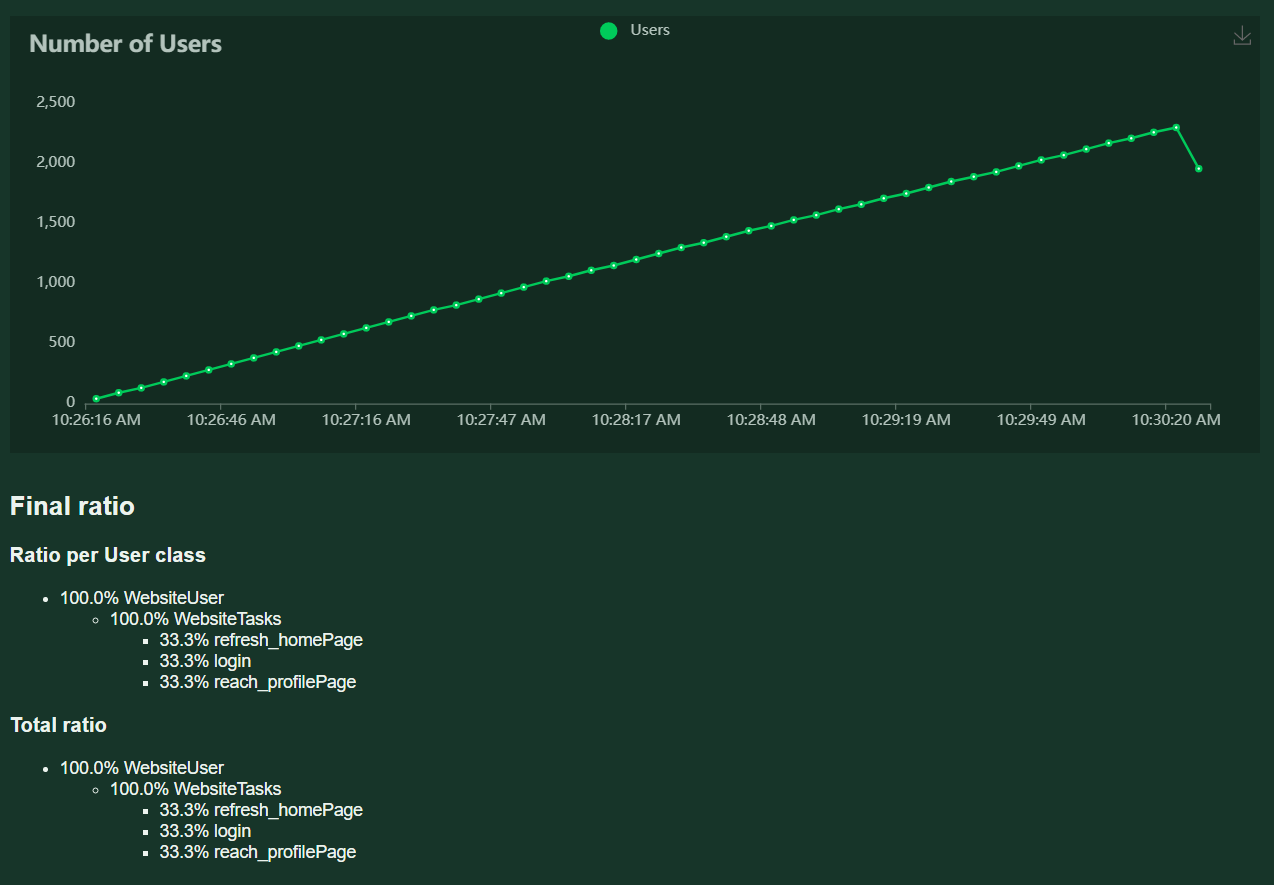 Number of Users
Users
2,500
2,000
1,500
1,000
500
0
10:26:16 AM 10:26:46 AM 10:27:16 AM 10:27:47 AM 10:28:17 AM 10:28:48 AM 10:29:19 AM 10:29:49 AM 10:30:20 AM
Final ratio
Ratio per User class
100.0% WebsiteUser
100.0% WebsiteTasks
33.3% refresh_homePage
33.3% login
33.3% reach_profilePage
Total ratio
100.0% WebsiteUser
100.0% WebsiteTasks
33.3% refresh_homePage
33.3% login
33.3% reach_profilePage